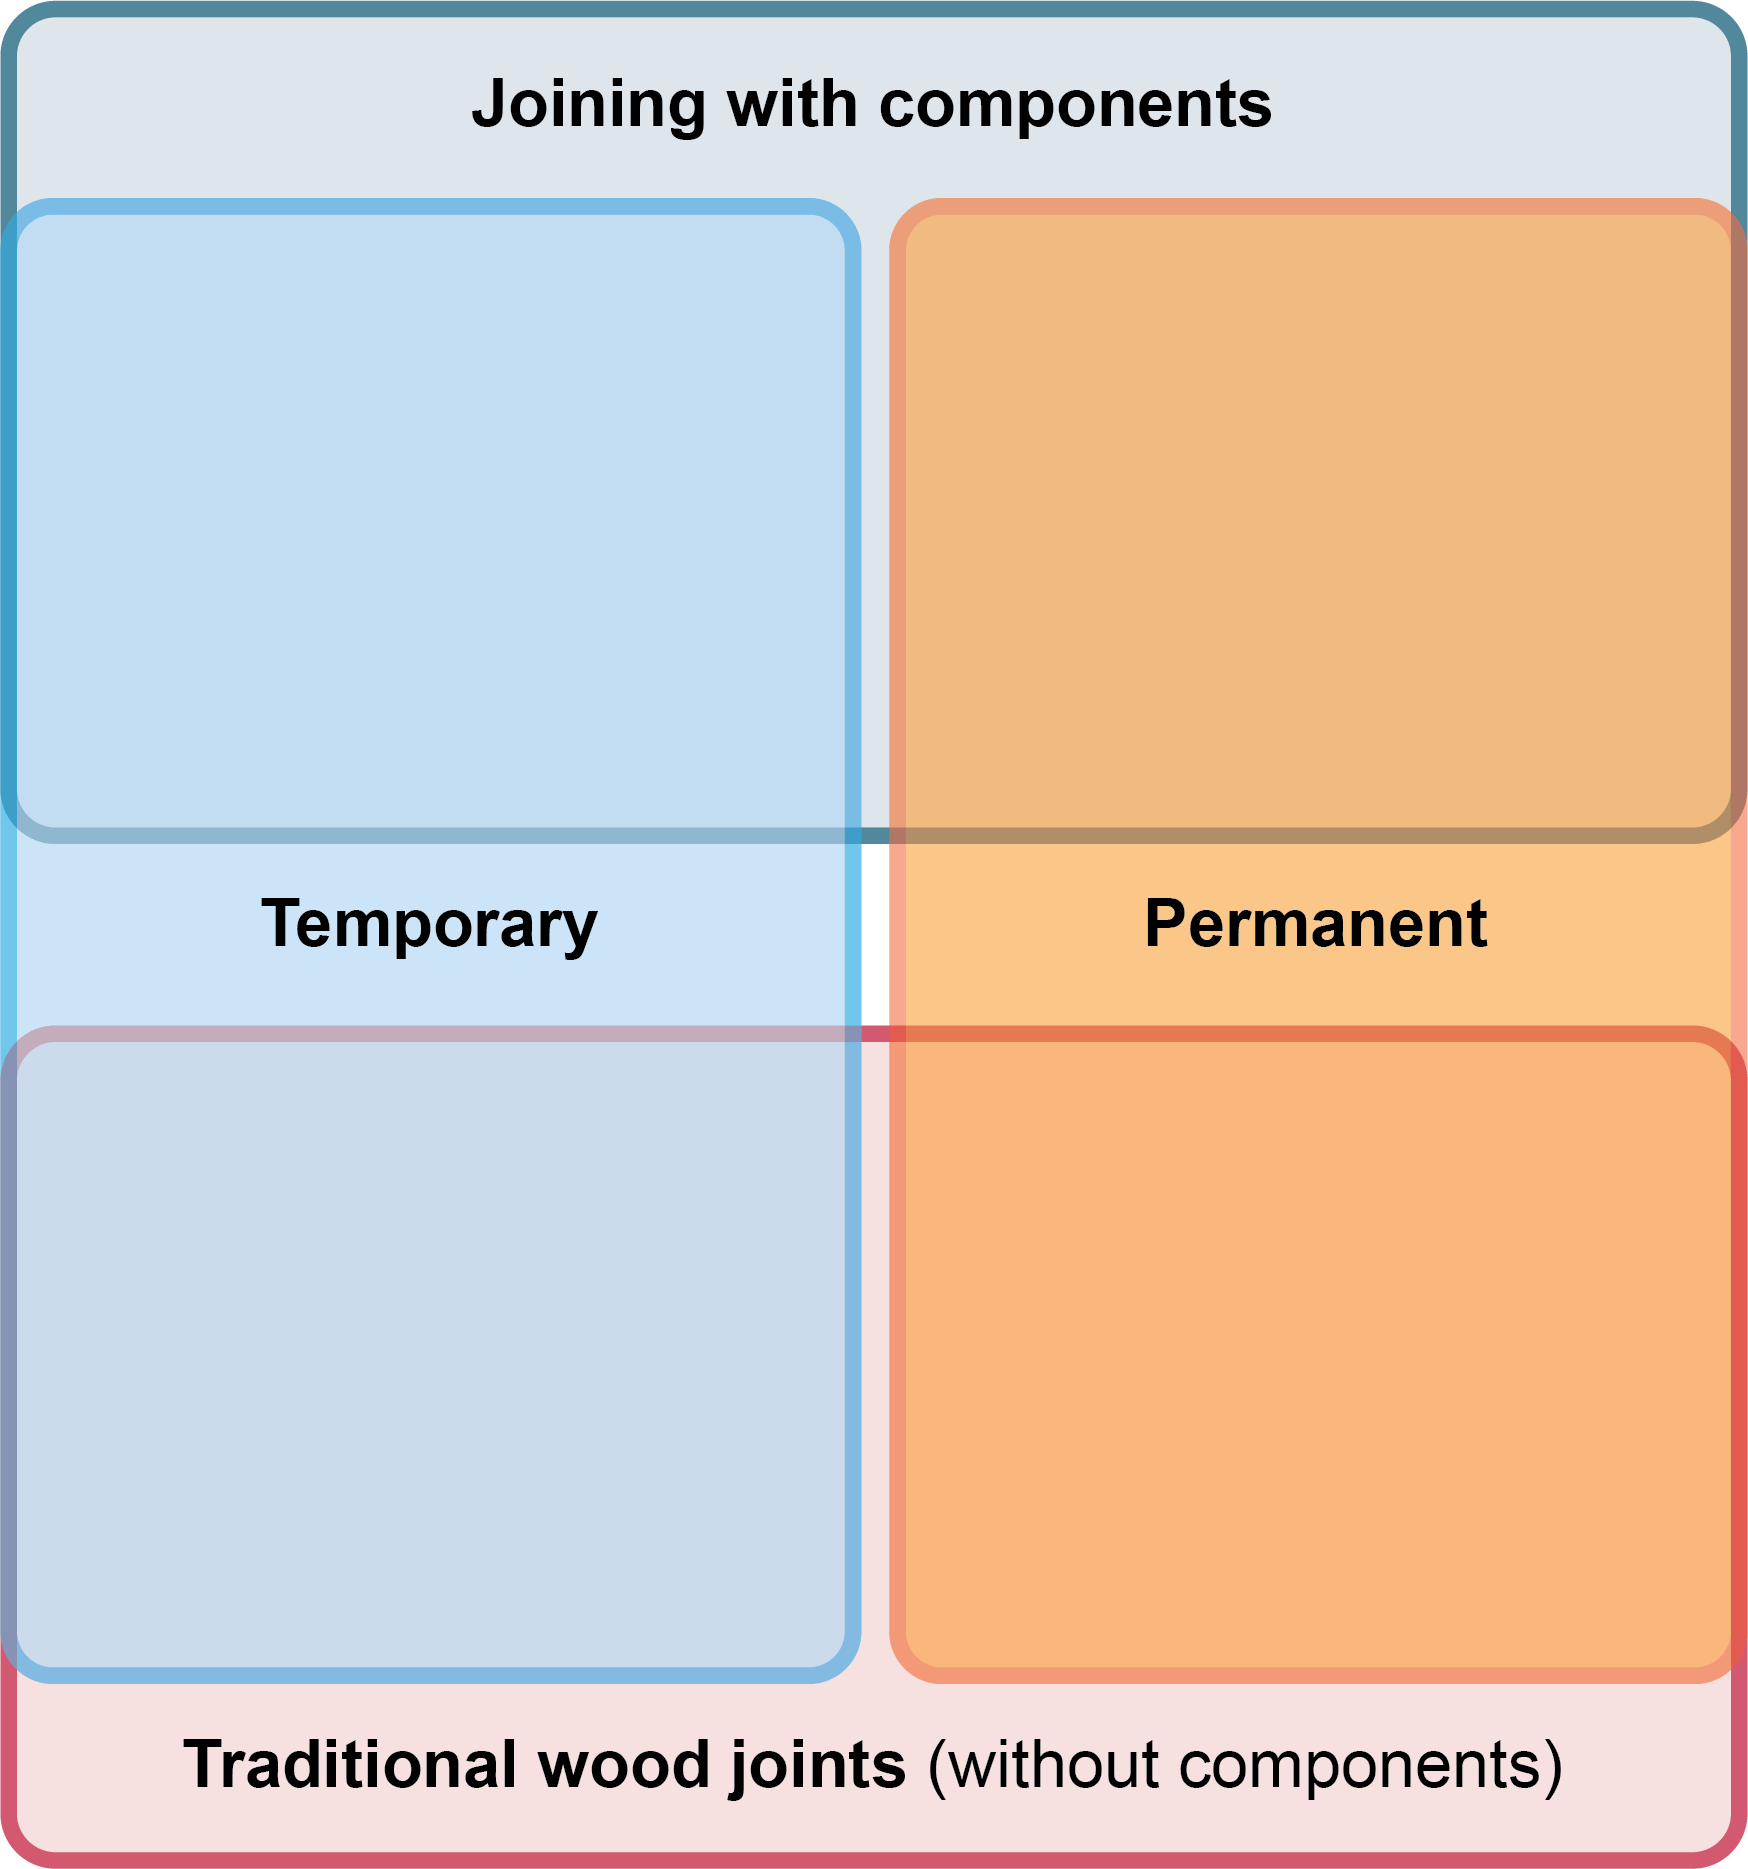 Joining with components
Temporary
Permanent
Traditional wood joints (without components)